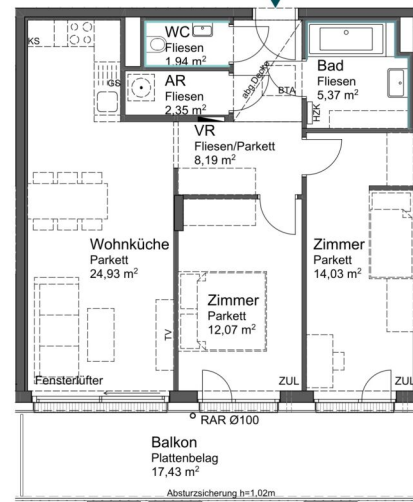 WC
Fliesen
1,94 m²
KS
GS
AR
Fliesen
2,35 m²
abg. Decke
BTA
HZK
Bad
Fliesen
5,37 m²
VR
Fliesen/Parkett
8,19 m²
Wohnküche
Parkett
24,93 m²
Zimmer
Parkett
14,03 m²
Zimmer
Parkett
12,07 m²
TV
Fensterlüfter
ZUL
ZUL
RAR Ø100
Balkon
Plattenbelag
17,43 m²
Absturzsicherung h=1,02m